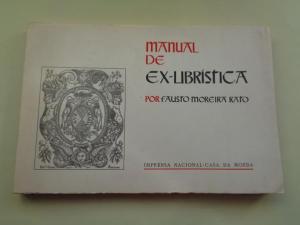 MANUAL
DE
EX-LIBRÍSTICA
POR FAUSTO MOREIRA RATO
IMPRENSA NACIONAL-CASA DA MOEDA